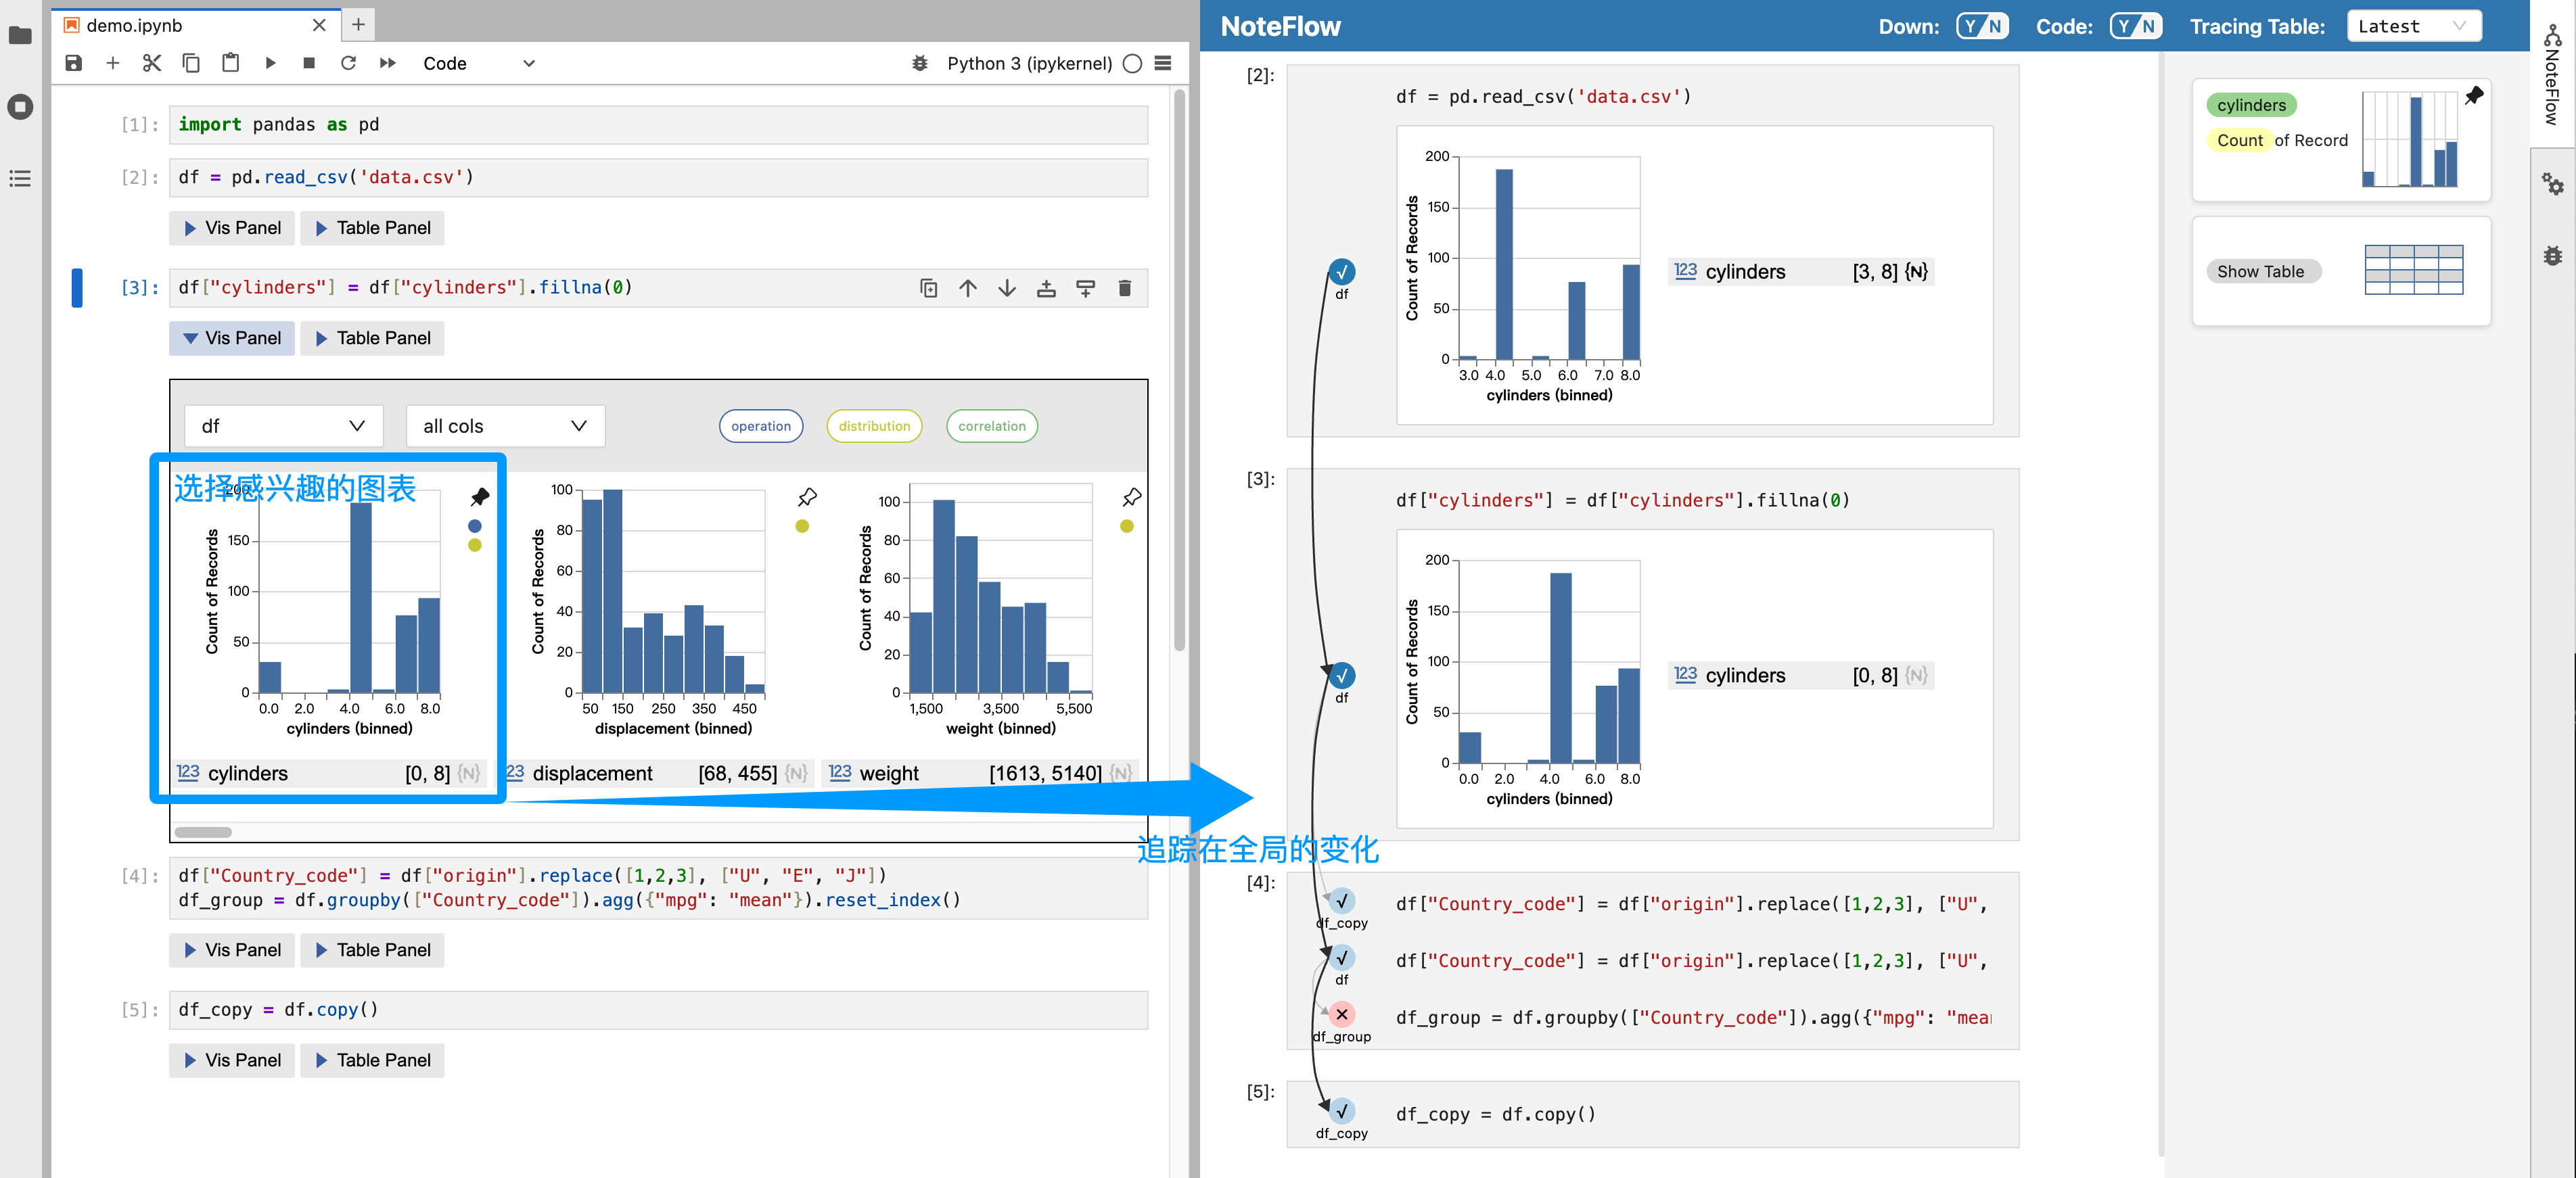 demo.ipynb
Code
Python 3 (ipykernel)
[1]:
import pandas as pd
[2]:
df = pd.read_csv('data.csv')
Vis Panel
Table Panel
[3]:
df["cylinders"] = df["cylinders"].fillna(0)
Vis Panel
Table Panel
df
all cols
operation
distribution
correlation
选择感兴趣的图表
Count of Records
200
150
100
50
0
0.0 2.0 4.0 6.0 8.0
cylinders (binned)
123 cylinders [0, 8] {N}
Count of Records
100
80
60
40
20
0
50 150 250 350 450
displacement (binned)
123 displacement [68, 455] {N}
Count of Records
100
80
60
40
20
0
1,500 3,500 5,500
weight (binned)
123 weight [1613, 5140] {N}
追踪在全局的变化
[4]:
df["Country_code"] = df["origin"].replace([1,2,3], ["U", "E", "J"])
df_group = df.groupby(["Country_code"]).agg({"mpg": "mean"}).reset_index()
Vis Panel
Table Panel
[5]:
df_copy = df.copy()
Vis Panel
Table Panel
NoteFlow
Down: Y/N
Code: Y/N
Tracing Table: Latest
[2]:
df = pd.read_csv('data.csv')
df
Count of Records
200
150
100
50
0
3.0 4.0 5.0 6.0 7.0 8.0
cylinders (binned)
123 cylinders [3, 8] {N}
[3]:
df["cylinders"] = df["cylinders"].fillna(0)
df
Count of Records
200
150
100
50
0
0.0 2.0 4.0 6.0 8.0
cylinders (binned)
123 cylinders [0, 8] {N}
[4]:
df["Country_code"] = df["origin"].replace([1,2,3], ["U",
df_copy
df["Country_code"] = df["origin"].replace([1,2,3], ["U",
df
df_group = df.groupby(["Country_code"]).agg({"mpg": "mea
df_group
[5]:
df_copy = df.copy()
df_copy
cylinders
Count of Record
Show Table
NoteFlow